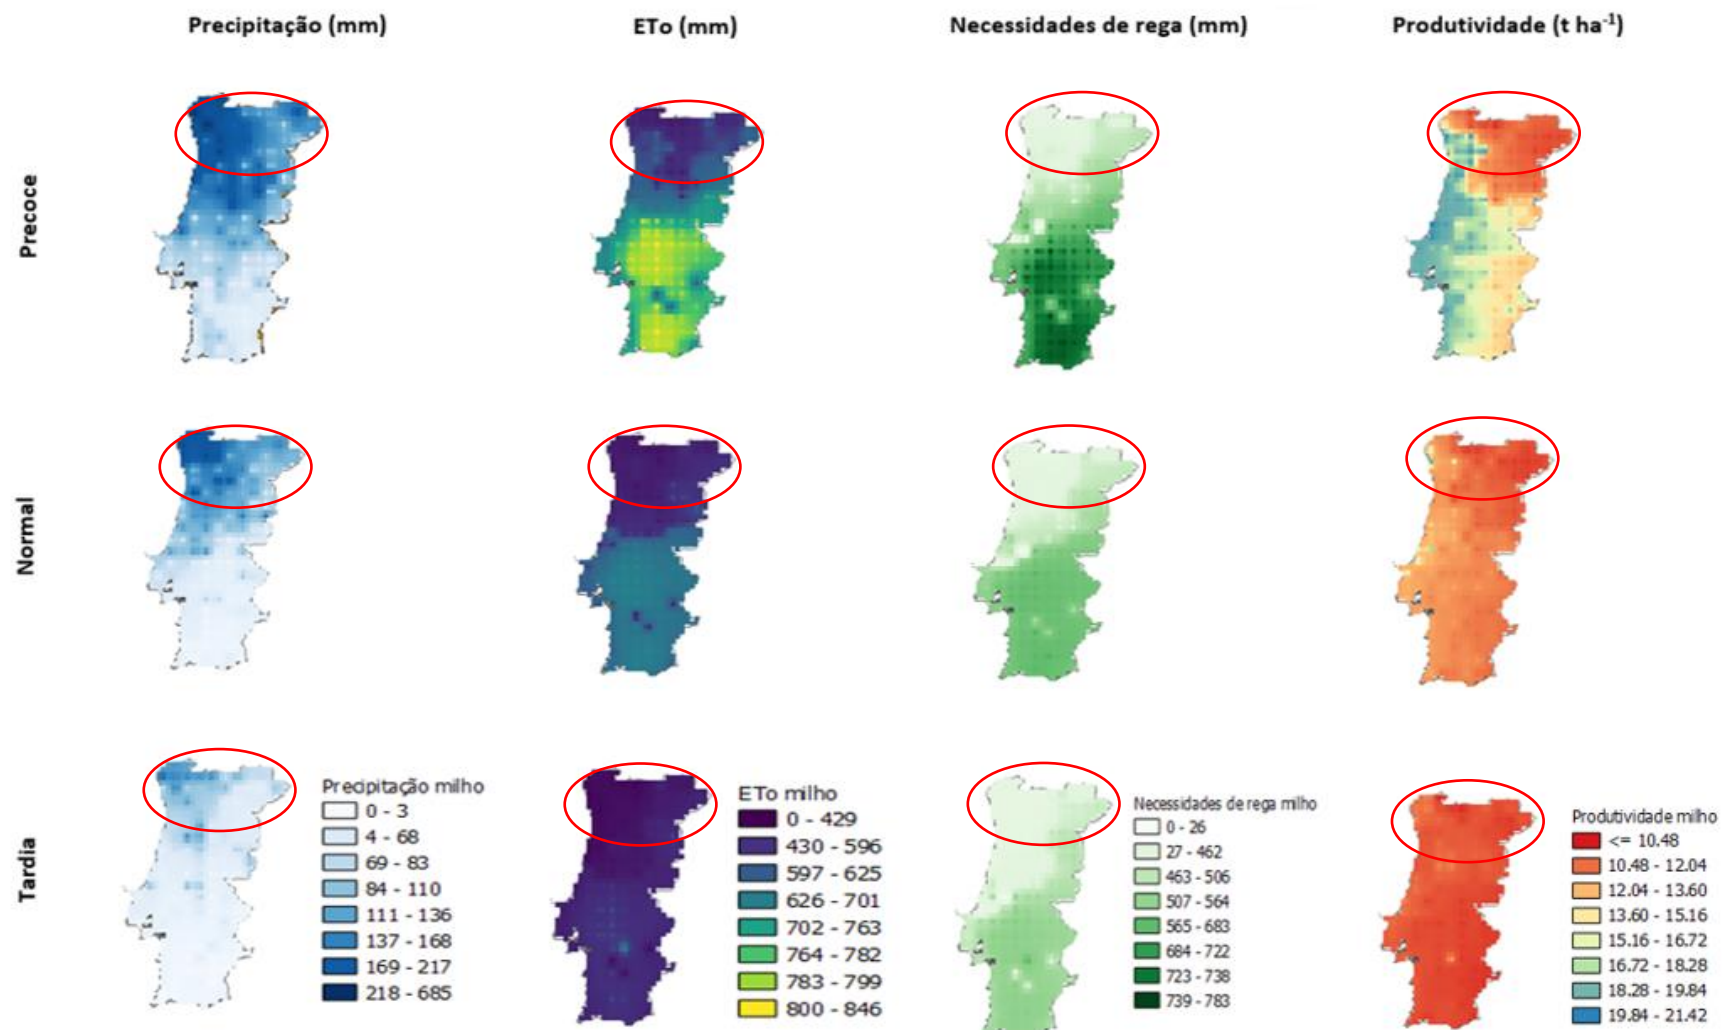 Precipitação (mm)
ETo (mm)
Necessidades de rega (mm)
Produtividade (t ha⁻¹)
Precoce
Normal
Tardia
Precipitação milho
0 - 3
4 - 68
69 - 83
84 - 110
111 - 136
137 - 168
169 - 217
218 - 685
ETo milho
0 - 429
430 - 596
597 - 625
626 - 701
702 - 763
764 - 782
783 - 799
800 - 846
Necessidades de rega milho
0 - 26
27 - 462
463 - 506
507 - 564
565 - 683
684 - 722
723 - 738
739 - 783
Produtividade milho
<= 10.48
10.48 - 12.04
12.04 - 13.60
13.60 - 15.16
15.16 - 16.72
16.72 - 18.28
18.28 - 19.84
19.84 - 21.42